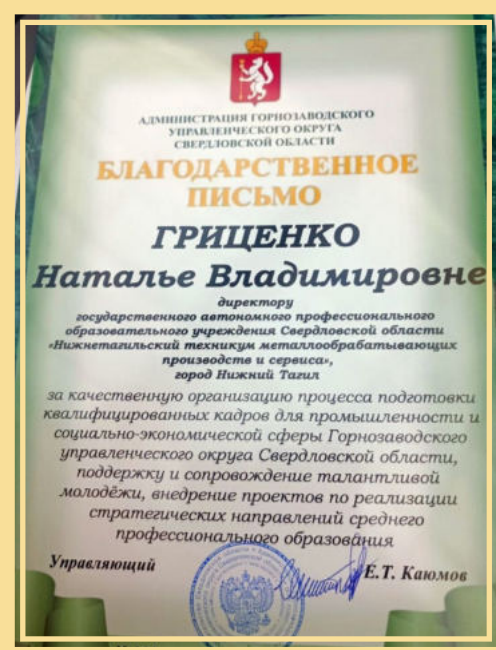 АДМИНИСТРАЦИЯ ГОРНОЗАВОДСКОГО
УПРАВЛЕНЧЕСКОГО ОКРУГА
СВЕРДЛОВСКОЙ ОБЛАСТИ
БЛАГОДАРСТВЕННОЕ
ПИСЬМО
ГРИЦЕНКО
Наталье Владимировне
директору
государственного автономного профессионального
образовательного учреждения Свердловской области
«Нижнетагильский техникум металлообрабатывающих
производств и сервиса»,
город Нижний Тагил
за качественную организацию процесса подготовки
квалифицированных кадров для промышленности и
социально-экономической сферы Горнозаводского
управленческого округа Свердловской области,
поддержку и сопровождение талантливой
молодёжи, внедрение проектов по реализации
стратегических направлений среднего
профессионального образования
Управляющий
Е.Т. Каюмов